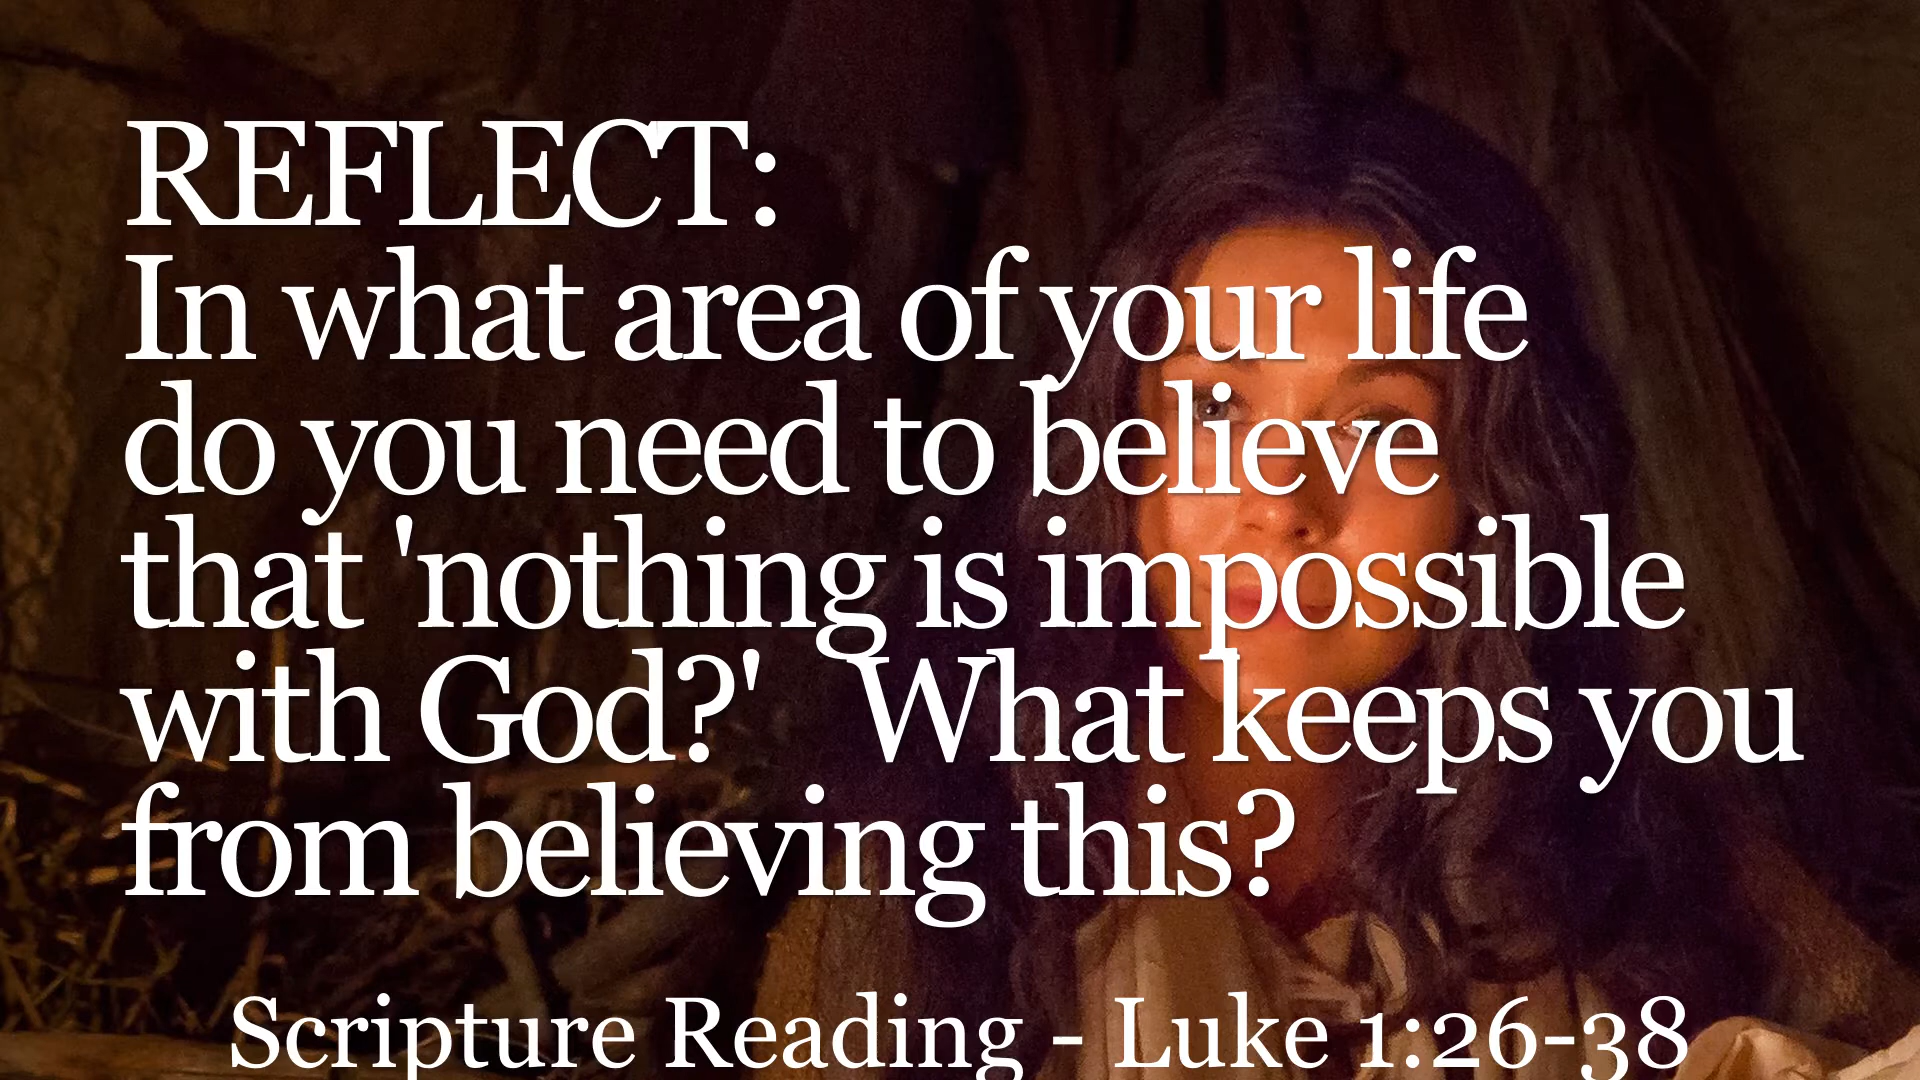 REFLECT:
In what area of your life
do you need to believe
that 'nothing is impossible
with God?'  What keeps you
from believing this?
Scripture Reading - Luke 1:26-38